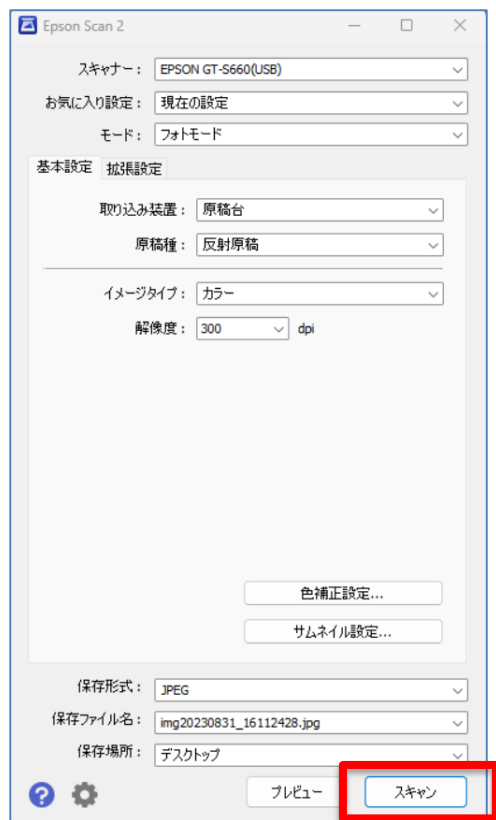 Epson Scan 2
スキャナー： EPSON GT-S660(USB)
お気に入り設定： 現在の設定
モード： フォトモード
基本設定 拡張設定
取り込み装置： 原稿台
原稿種： 反射原稿
イメージタイプ： カラー
解像度： 300 dpi
色補正設定...
サムネイル設定...
保存形式： JPEG
保存ファイル名： img20230831_16112428.jpg
保存場所： デスクトップ
? プレビュー スキャン